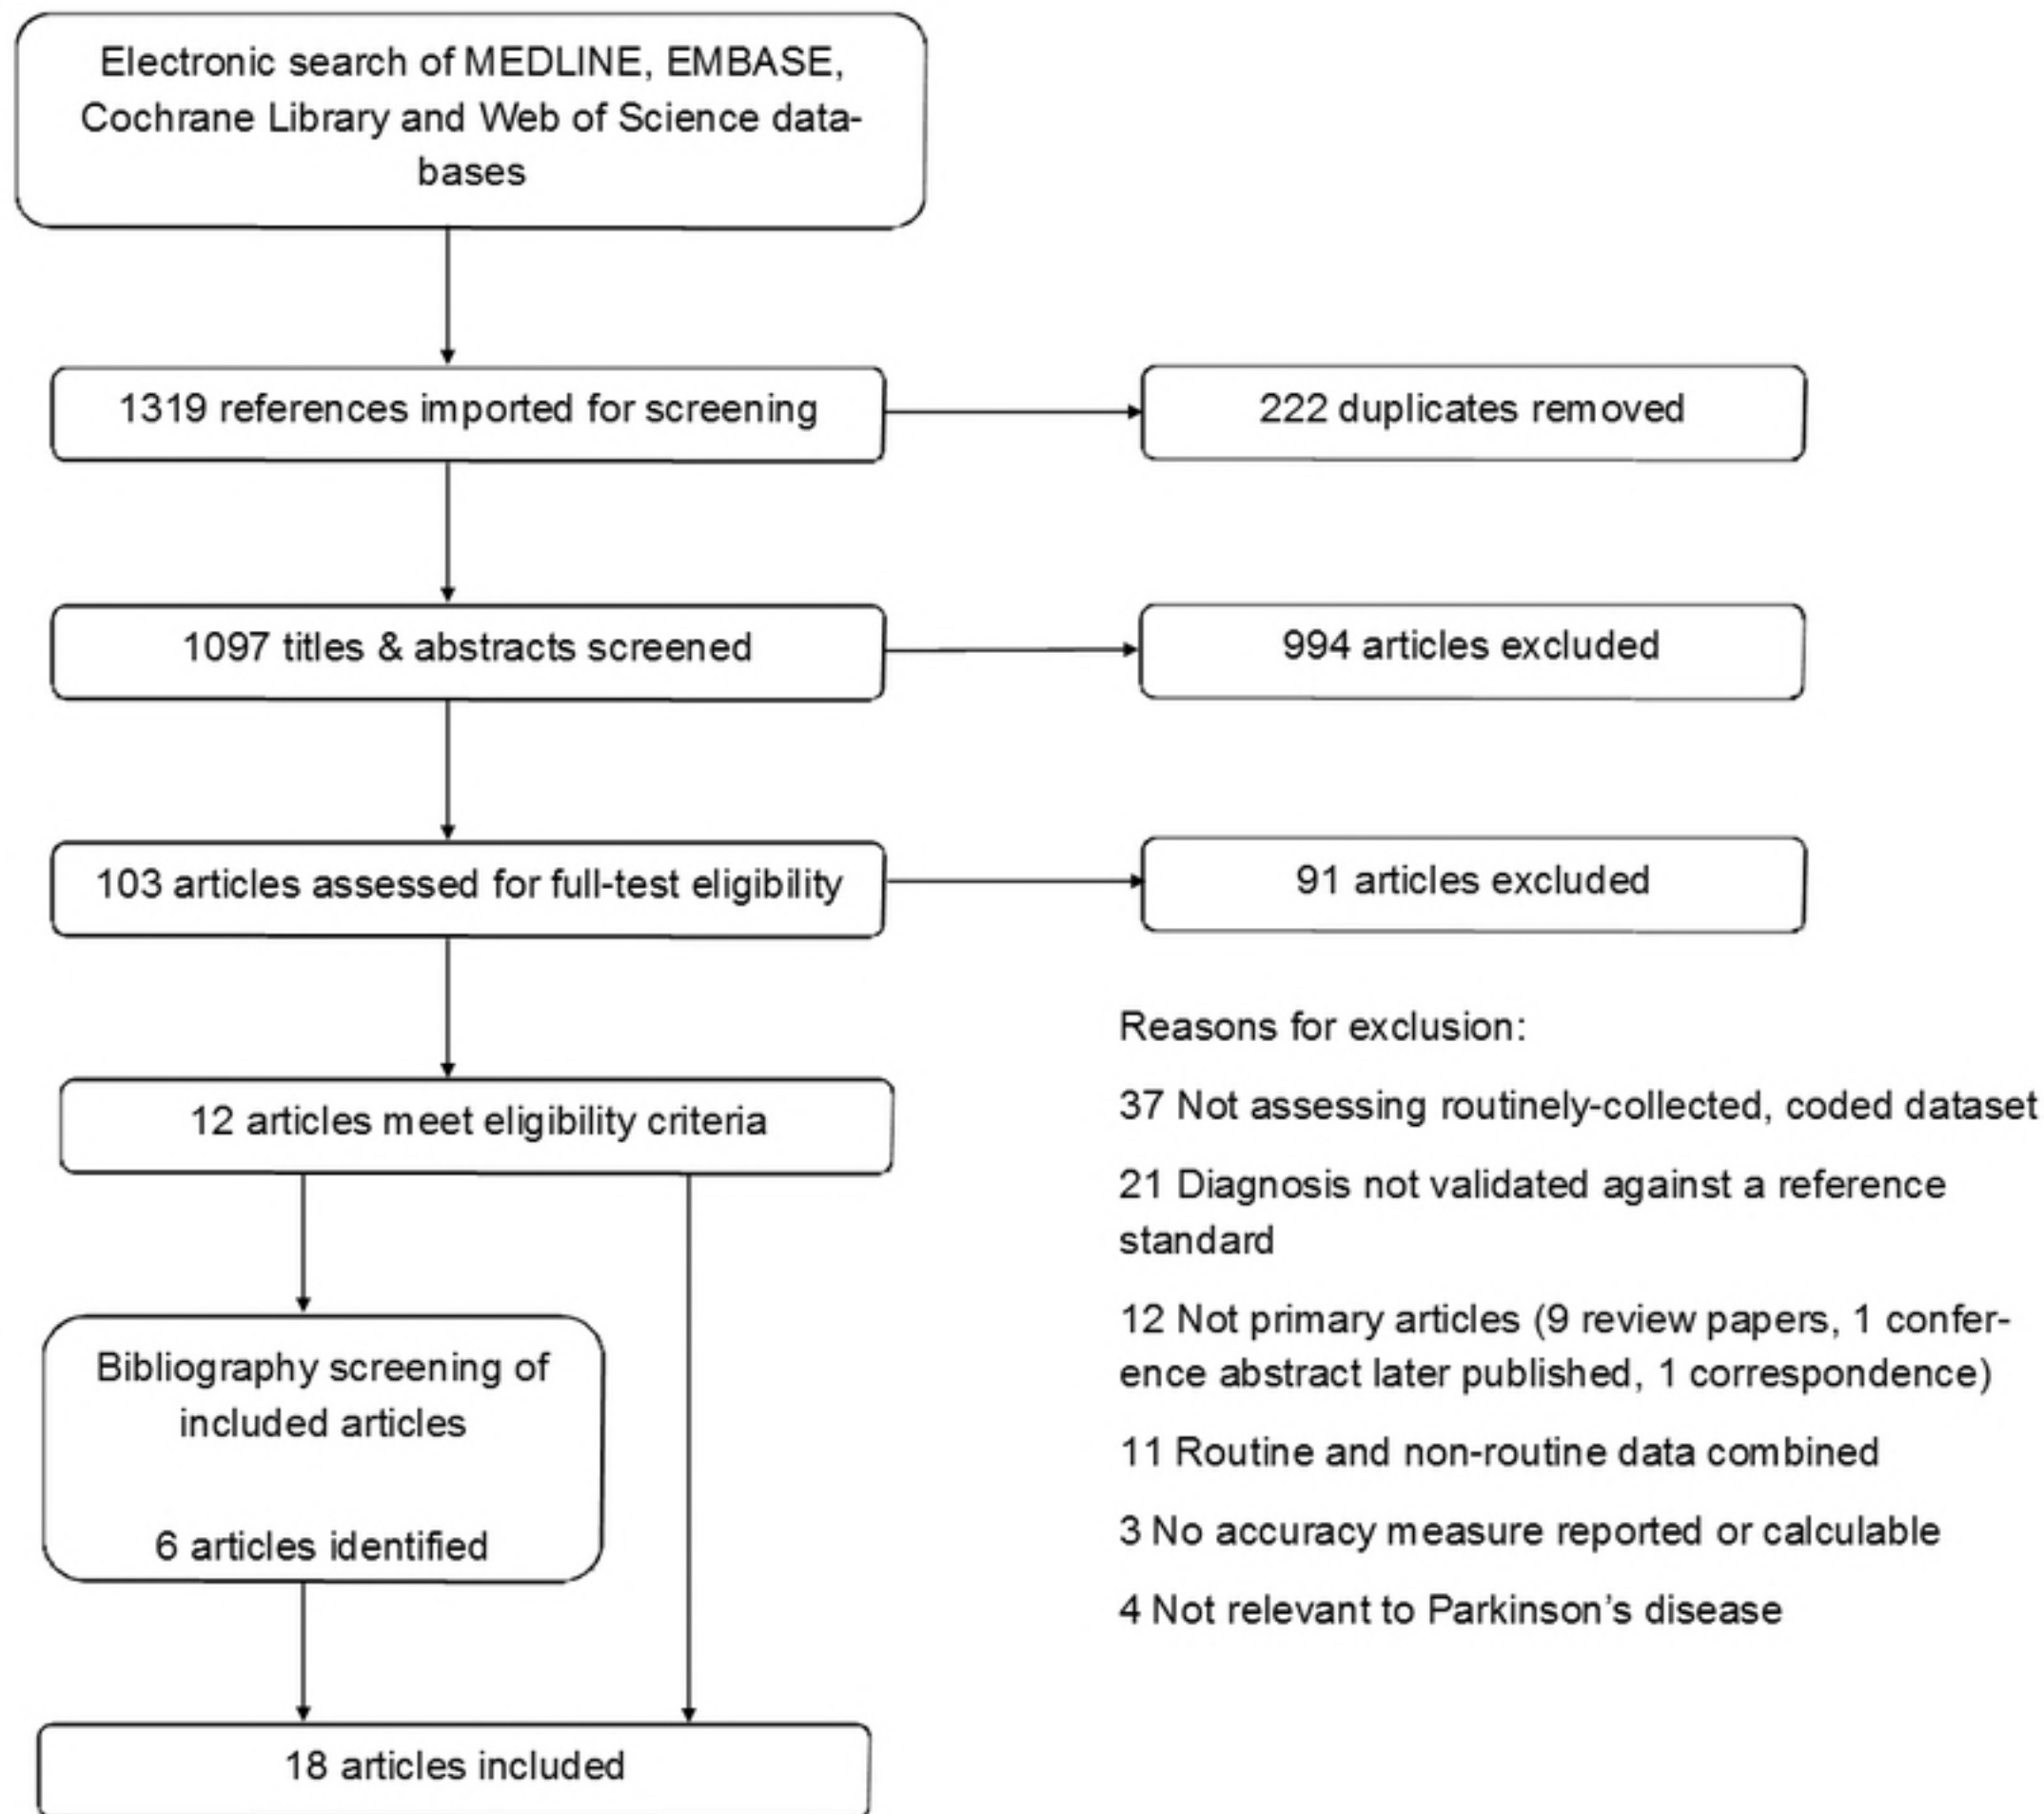 Electronic search of MEDLINE, EMBASE,
Cochrane Library and Web of Science data-
bases
1319 references imported for screening
222 duplicates removed
1097 titles & abstracts screened
994 articles excluded
103 articles assessed for full-test eligibility
91 articles excluded
Reasons for exclusion:
37 Not assessing routinely-collected, coded dataset
21 Diagnosis not validated against a reference
standard
12 Not primary articles (9 review papers, 1 confer-
ence abstract later published, 1 correspondence)
11 Routine and non-routine data combined
3 No accuracy measure reported or calculable
4 Not relevant to Parkinson’s disease
12 articles meet eligibility criteria
Bibliography screening of
included articles
6 articles identified
18 articles included